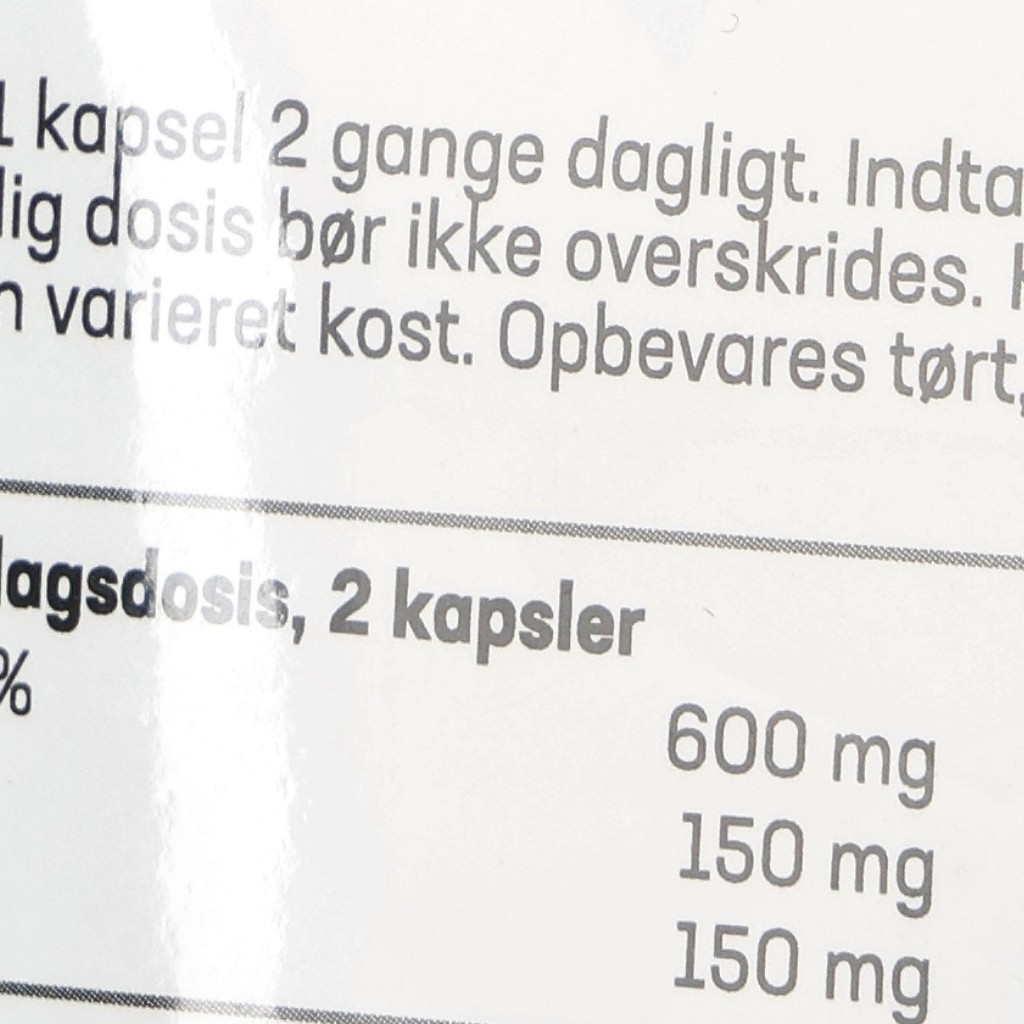 1 kapsel 2 gange dagligt. Indta
lig dosis bør ikke overskrides.
n varieret kost. Opbevares tørt,
lagsdosis, 2 kapsler
%
600 mg
150 mg
150 mg